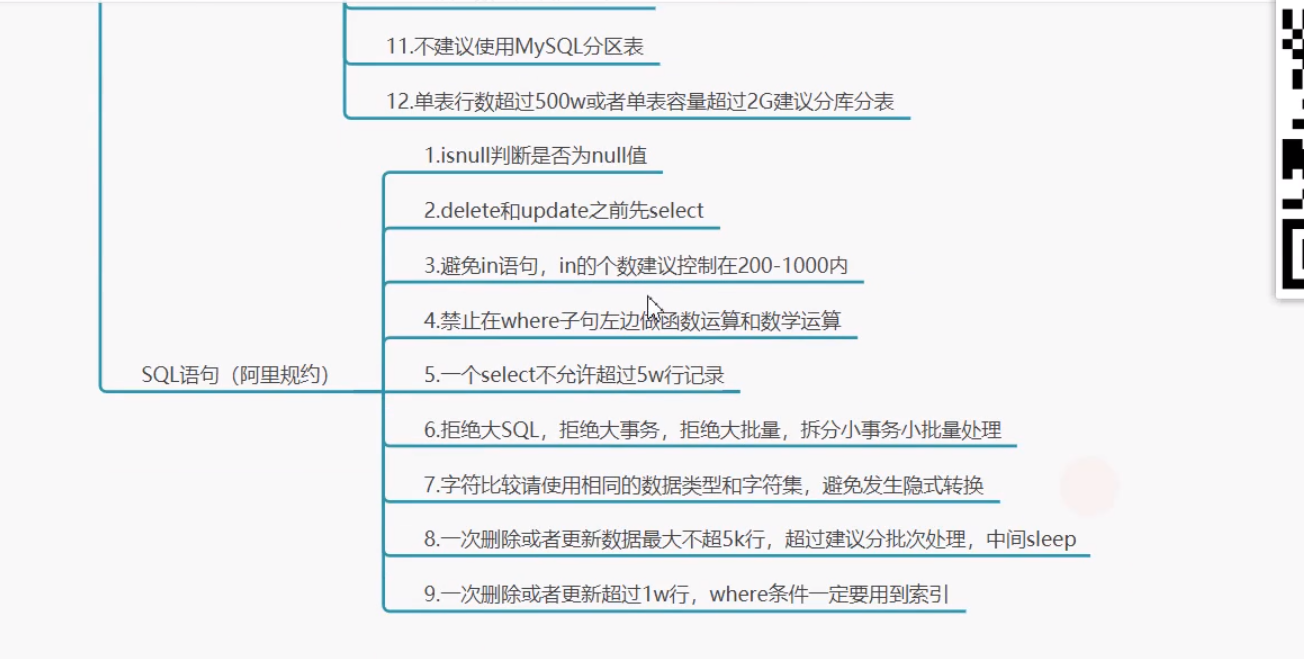 11.不建议使用MySQL分区表
12.单表行数超过500w或者单表容量超过2G建议分库分表
1.isnull判断是否为null值
2.delete和update之前先select
3.避免in语句，in的个数建议控制在200-1000内
4.禁止在where子句左边做函数运算和数学运算
SQL语句（阿里规约）
5.一个select不允许超过5w行记录
6.拒绝大SQL，拒绝大事务，拒绝大批量，拆分小事务小批量处理
7.字符比较请使用相同的数据类型和字符集，避免发生隐式转换
8.一次删除或者更新数据最大不超5k行，超过建议分批次处理，中间sleep
9.一次删除或者更新超过1w行，where条件一定要用到索引